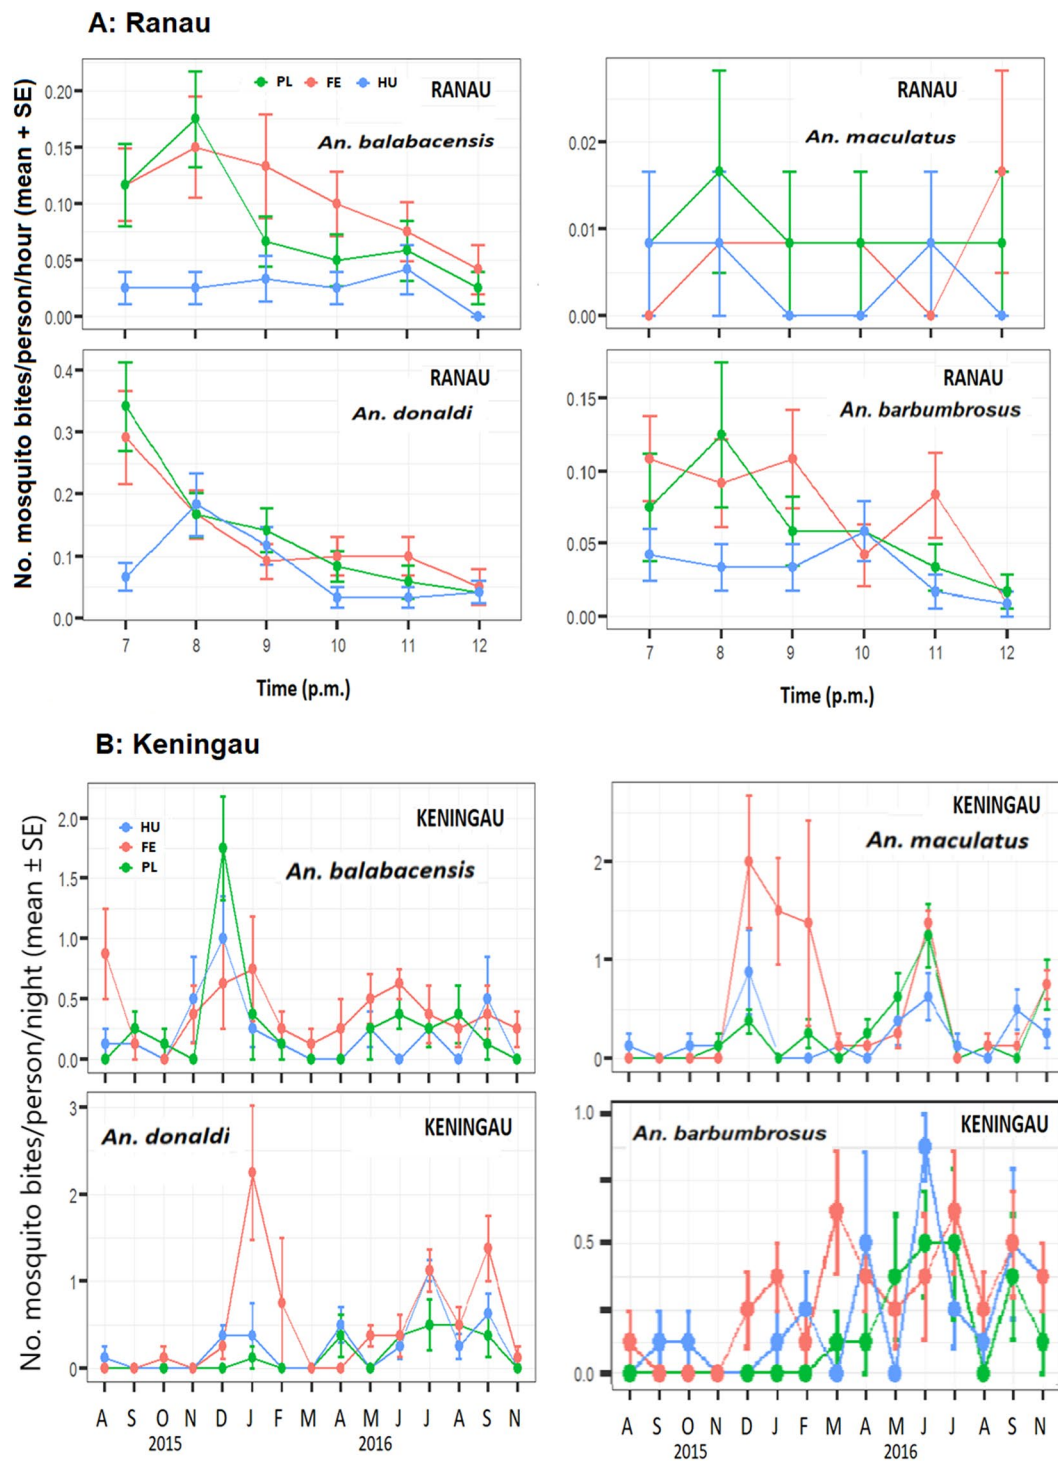 A: Ranau
No. mosquito bites/person/hour (mean + SE)
PL FE HU
RANAU
An. balabacensis
0.20
0.15
0.10
0.05
0.00
RANAU
An. maculatus
0.02
0.01
0.00
RANAU
An. donaldi
0.4
0.3
0.2
0.1
0.0
7 8 9 10 11 12
Time (p.m.)
RANAU
An. barbumbrosus
0.15
0.10
0.05
0.00
7 8 9 10 11 12
Time (p.m.)
B: Keningau
No. mosquito bites/person/night (mean ± SE)
HU
FE
PL
KENINGAU
An. balabacensis
2.0
1.5
1.0
0.5
0.0
KENINGAU
An. maculatus
2
1
0
An. donaldi
KENINGAU
3
2
1
0
A S O N D J F M A M J J A S N
2015 2016
An. barbumbrosus
KENINGAU
1.0
0.5
0.0
A S O N D J F M A M J J A S N
2015 2016